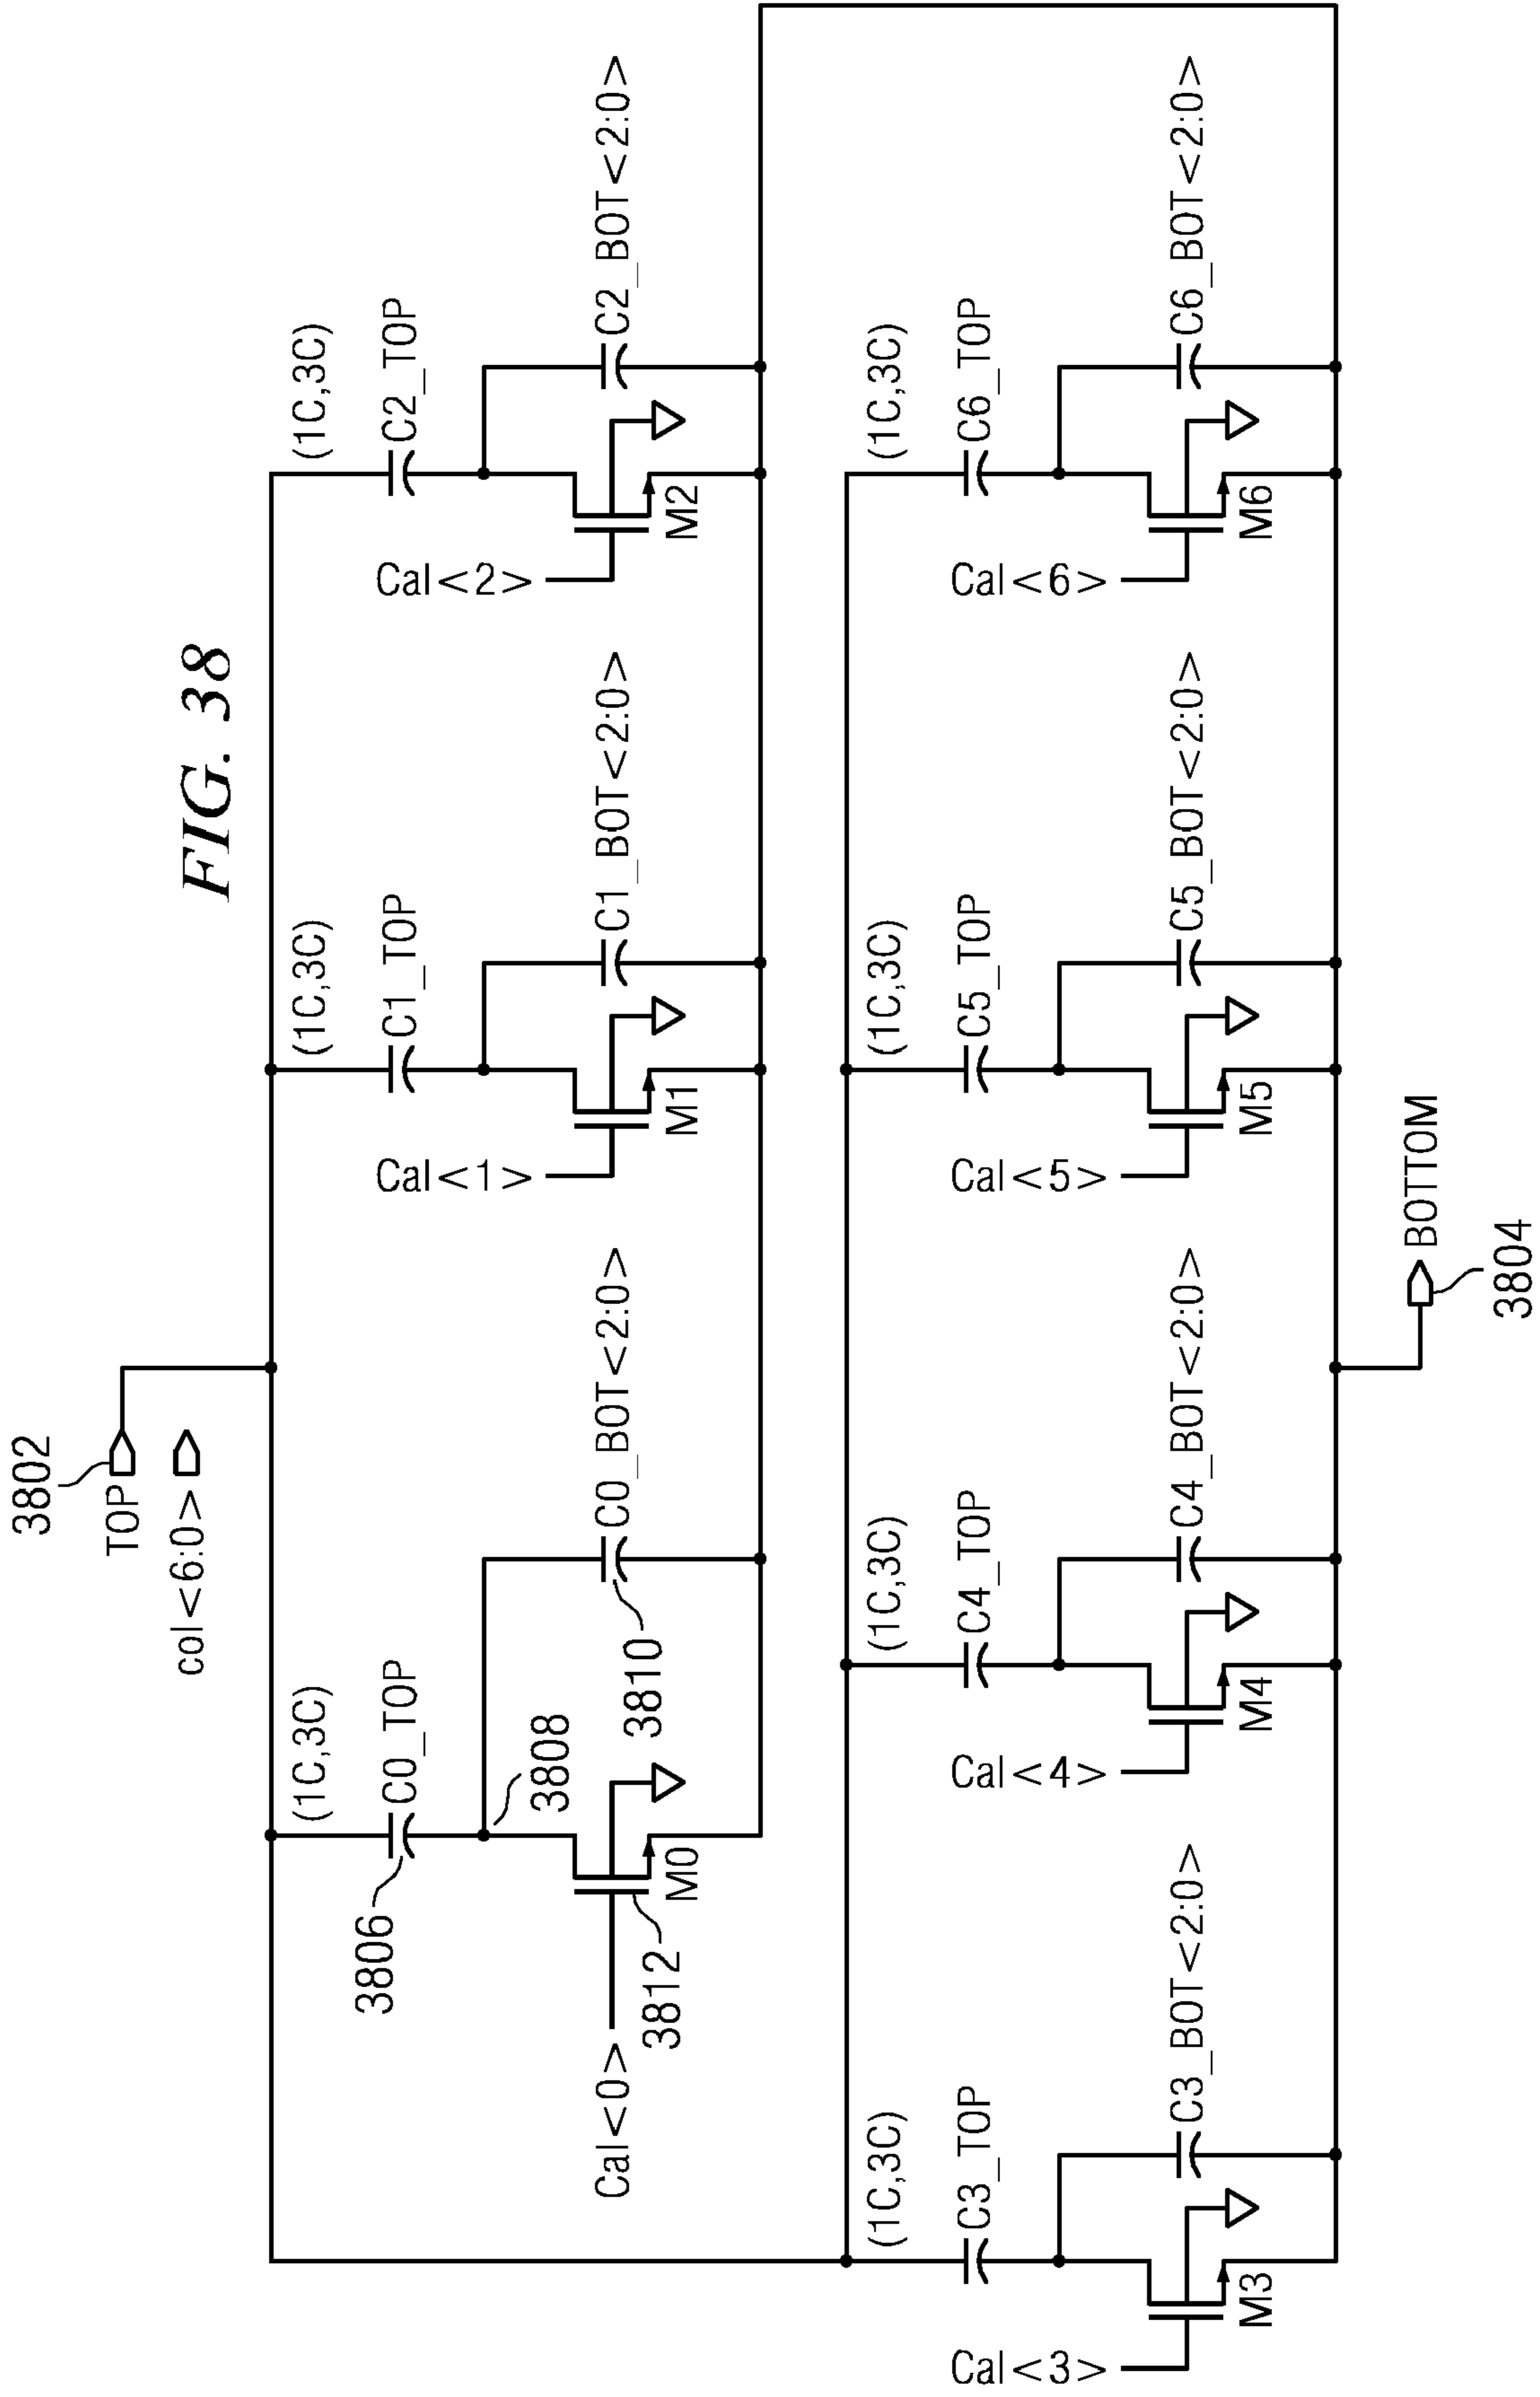 FIG. 38
3802
TOP
col<6:0>
(1C,3C)
C0_TOP
3806
3808
C0_BOT<2:0>
3810
Cal<0>
3812
M0
(1C,3C)
C1_TOP
C1_BOT<2:0>
Cal<1>
M1
(1C,3C)
C2_TOP
C2_BOT<2:0>
Cal<2>
M2
(1C,3C)
C3_TOP
C3_BOT<2:0>
Cal<3>
M3
(1C,3C)
C4_TOP
C4_BOT<2:0>
Cal<4>
M4
(1C,3C)
C5_TOP
C5_BOT<2:0>
Cal<5>
M5
(1C,3C)
C6_TOP
C6_BOT<2:0>
Cal<6>
M6
BOTTOM
3804